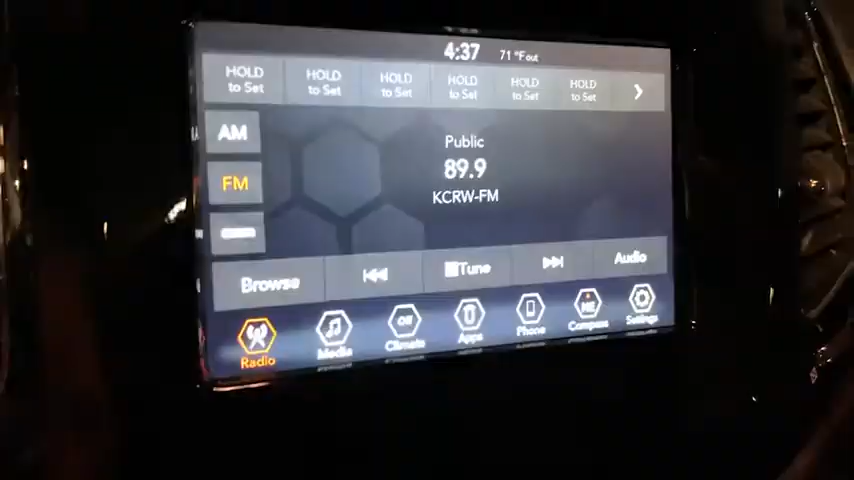 4:37 71 °F out
HOLD to Set
HOLD to Set
HOLD to Set
HOLD to Set
HOLD to Set
HOLD to Set
AM
FM
Public
89.9
KCRW-FM
Browse
Tune
Audio
Radio
Media
Off
Climate
Apps
Phone
NE
Compass
Settings